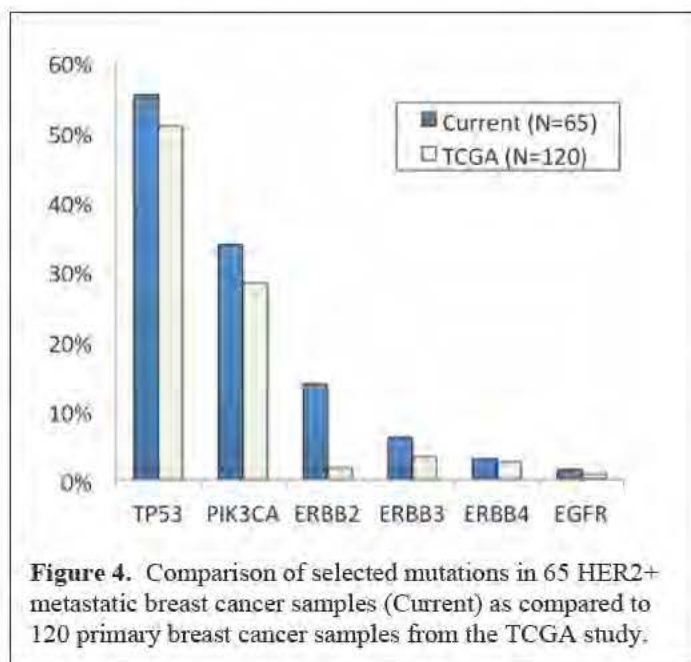 60%
50%
40%
30%
20%
10%
0%
Current (N=65)
TCGA (N=120)
TP53 PIK3CA ERBB2 ERBB3 ERBB4 EGFR
Figure 4. Comparison of selected mutations in 65 HER2+
metastatic breast cancer samples (Current) as compared to
120 primary breast cancer samples from the TCGA study.